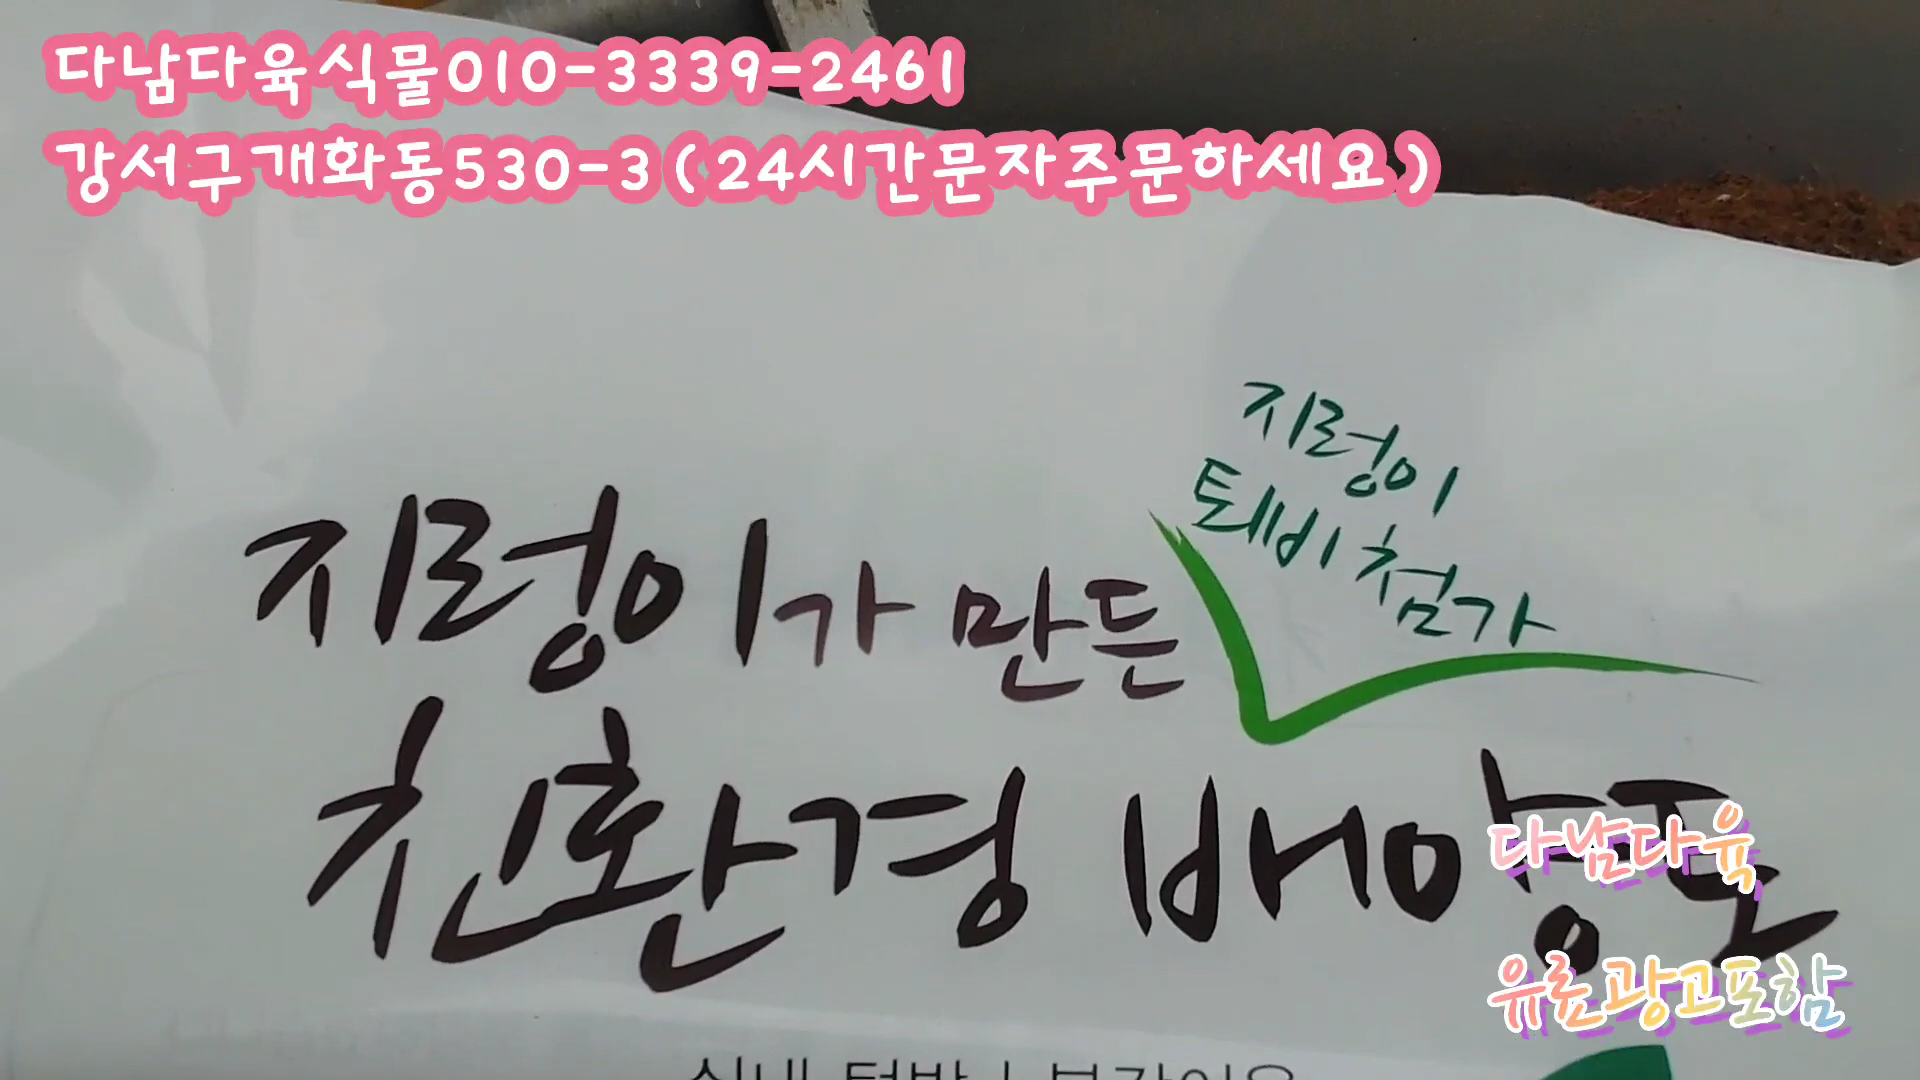 다남다육식물010-3339-2461
강서구개화동530-3(24시간문자주문하세요)
지렁이
퇴비 첨가
지렁이가 만든
친환경 배양토
다남다육
유료광고포함